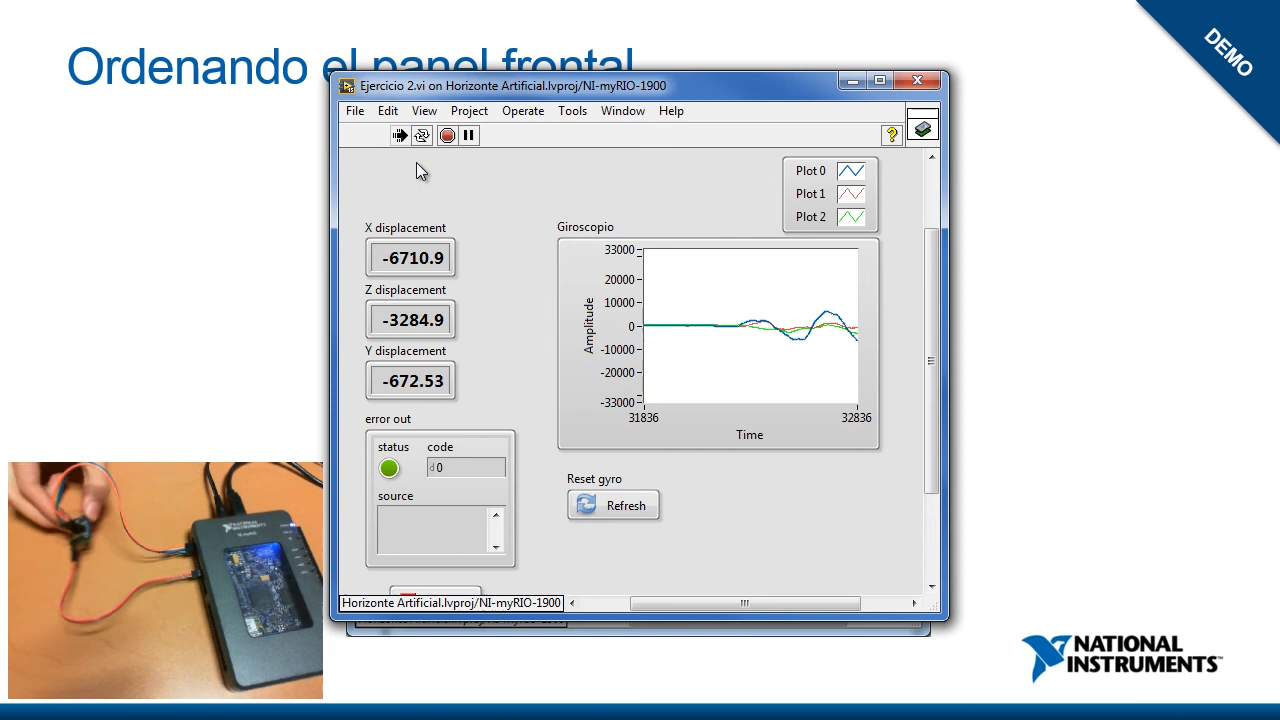 Ordenando el panel frontal
DEMO
Ejercicio 2.vi on Horizonte Artificial.lvproj/NI-myRIO-1900
File Edit View Project Operate Tools Window Help
?
Plot 0
Plot 1
Plot 2
X displacement
-6710.9
Z displacement
-3284.9
Y displacement
-672.53
error out
status code
d 0
source
Giroscopio
33000
20000
10000
0
-10000
-20000
-33000
Amplitude
31836 32836
Time
Reset gyro
Refresh
Horizonte Artificial.lvproj/NI-myRIO-1900
NATIONAL
INSTRUMENTS
NATIONAL
INSTRUMENTS™